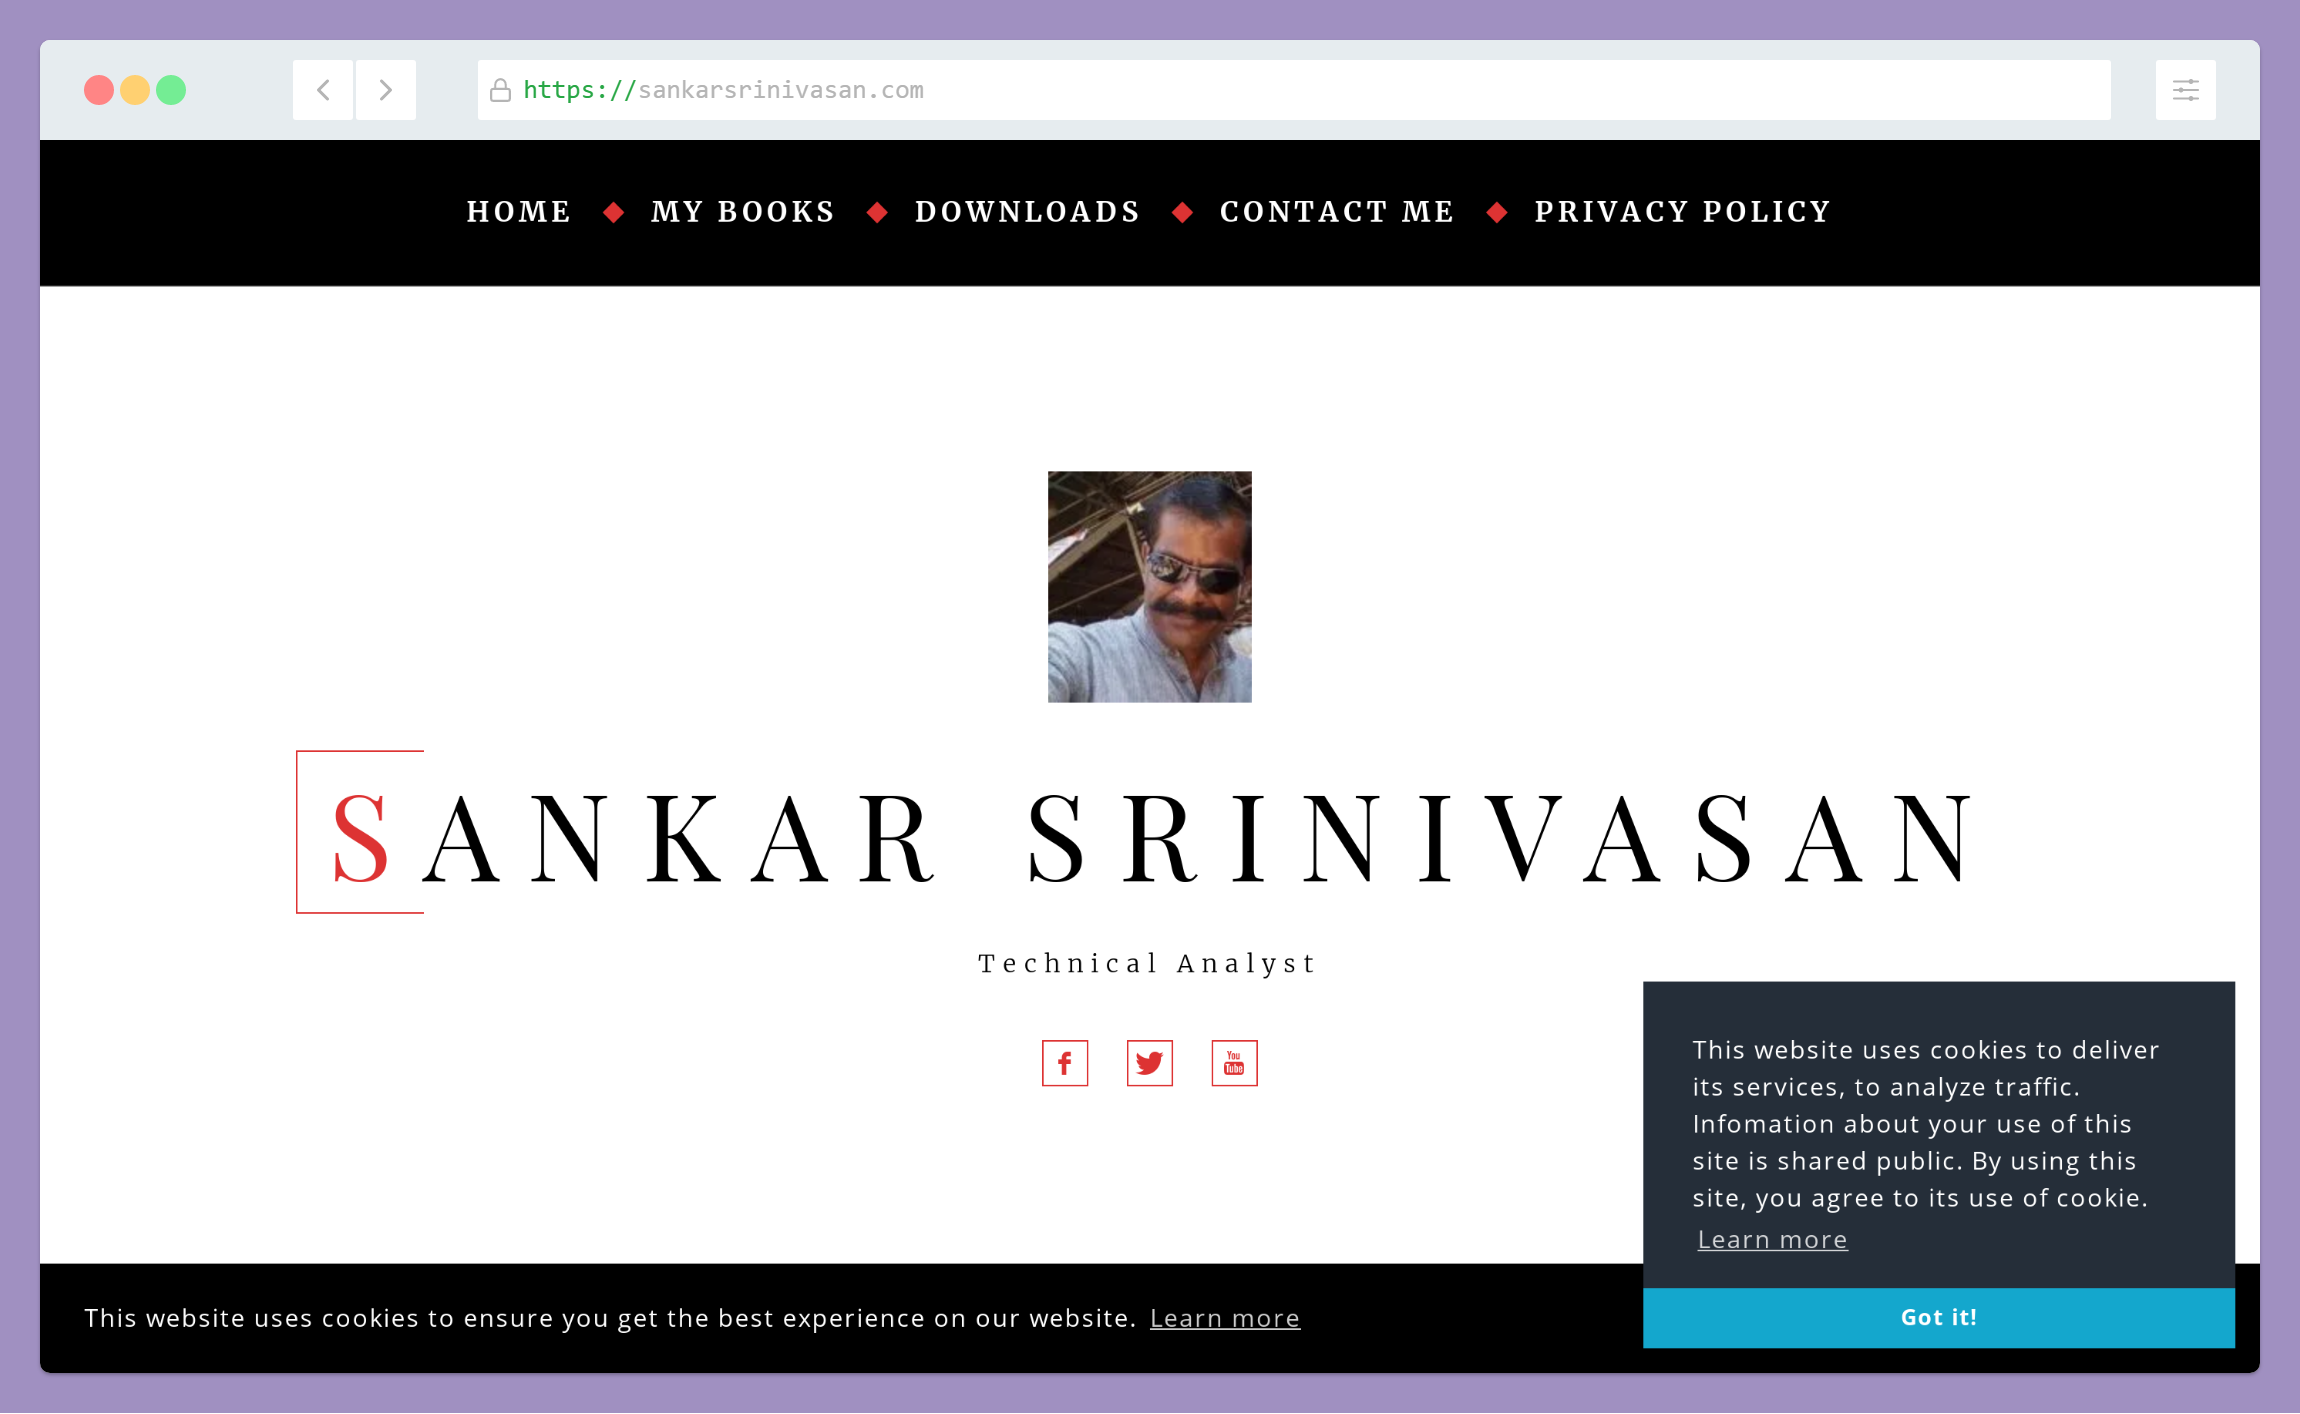 https://sankarsrinivasan.com
HOME ◆ MY BOOKS ◆ DOWNLOADS ◆ CONTACT ME ◆ PRIVACY POLICY
SANKAR SRINIVASAN
Technical Analyst
f
You
Tube
This website uses cookies to deliver
its services, to analyze traffic.
Infomation about your use of this
site is shared public. By using this
site, you agree to its use of cookie.
Learn more
Got it!
This website uses cookies to ensure you get the best experience on our website. Learn more